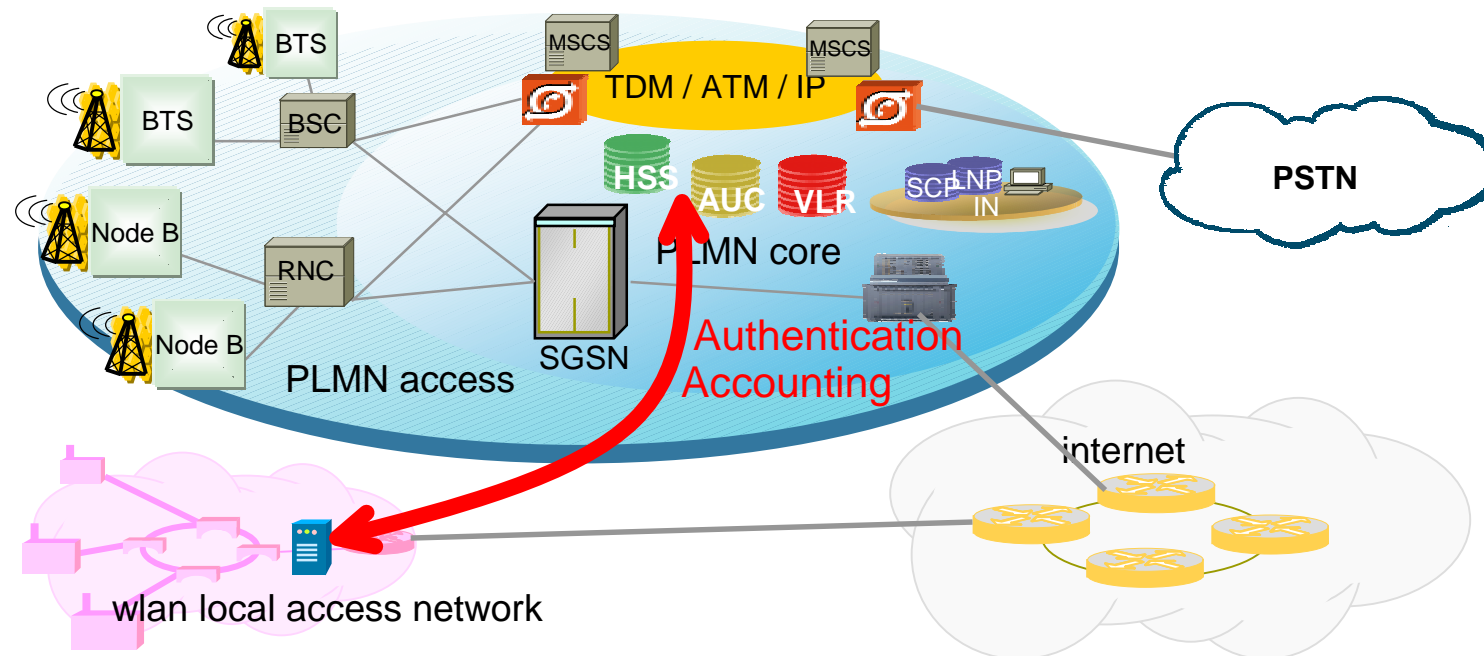 BTS
MSCS
MSCS
TDM / ATM / IP
BTS
BSC
HSS
AUC
VLR
SCP
LNP
IN
PSTN
Node B
RNC
PLMN core
Node B
SGSN
Authentication
Accounting
PLMN access
internet
wlan local access network